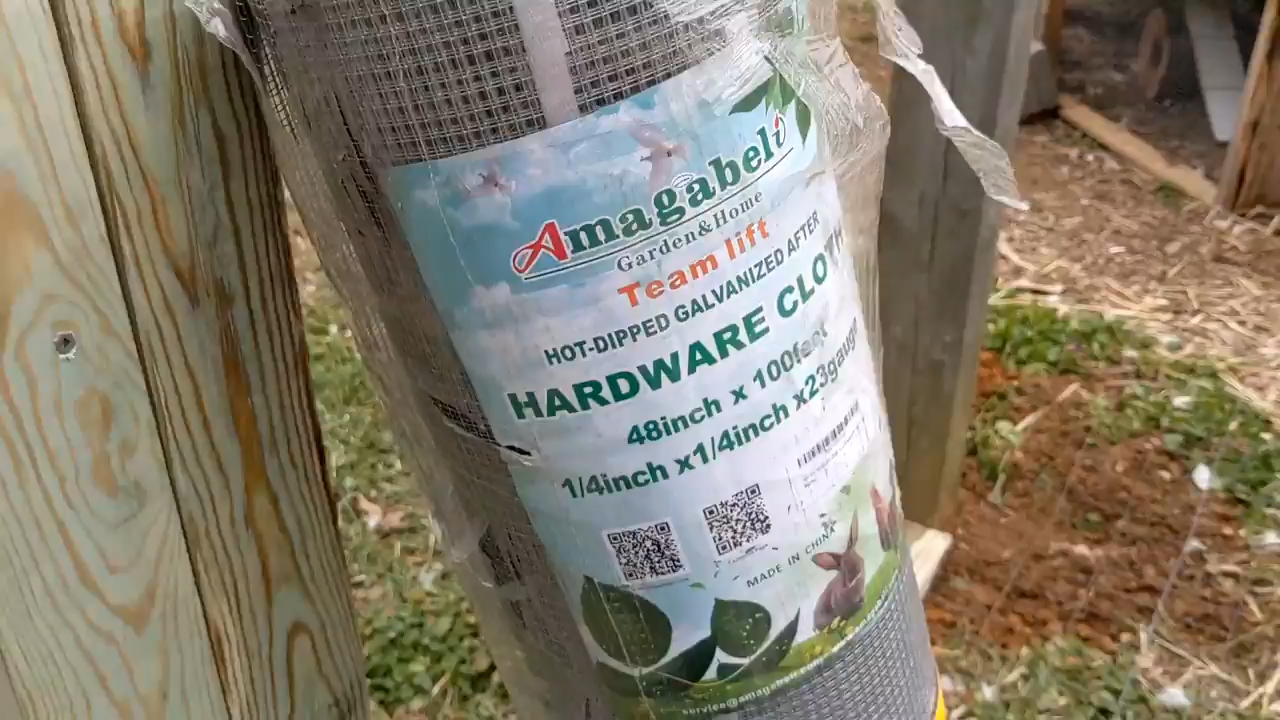 Amagabeli
Garden&Home
Team lift
HOT-DIPPED GALVANIZED AFTER
HARDWARE CLOTH
48inch x 100feet
1/4inch x1/4inch x23gauge
MADE IN CHINA